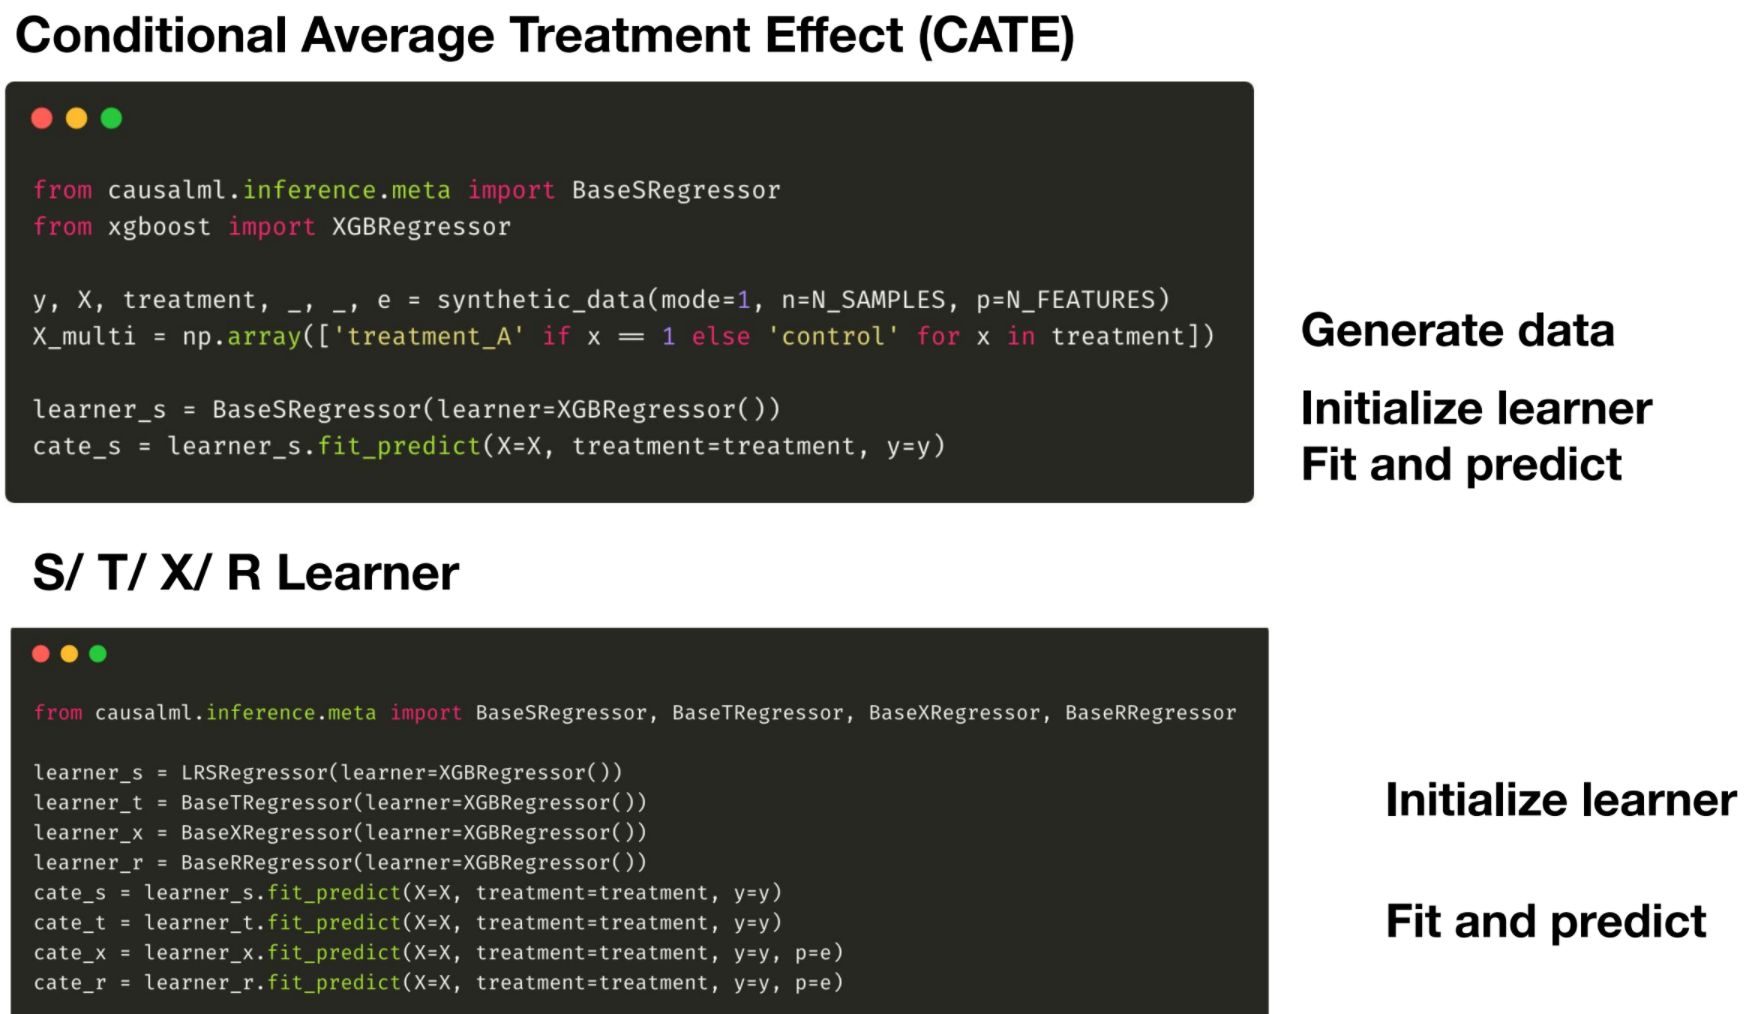 Conditional Average Treatment Effect (CATE)
from causalml.inference.meta import BaseSRegressor
from xgboost import XGBRegressor
y, X, treatment, _, _, e = synthetic_data(mode=1, n=N_SAMPLES, p=N_FEATURES)
X_multi = np.array(['treatment_A' if x == 1 else 'control' for x in treatment])
Generate data
learner_s = BaseSRegressor(learner=XGBRegressor())
Initialize learner
cate_s = learner_s.fit_predict(X=X, treatment=treatment, y=y)
Fit and predict
S/ T/ X/ R Learner
from causalml.inference.meta import BaseSRegressor, BaseTRegressor, BaseXRegressor, BaseRRegressor
learner_s = LRSRegressor(learner=XGBRegressor())
learner_t = BaseTRegressor(learner=XGBRegressor())
learner_x = BaseXRegressor(learner=XGBRegressor())
learner_r = BaseRRegressor(learner=XGBRegressor())
Initialize learner
cate_s = learner_s.fit_predict(X=X, treatment=treatment, y=y)
cate_t = learner_t.fit_predict(X=X, treatment=treatment, y=y)
cate_x = learner_x.fit_predict(X=X, treatment=treatment, y=y, p=e)
cate_r = learner_r.fit_predict(X=X, treatment=treatment, y=y, p=e)
Fit and predict